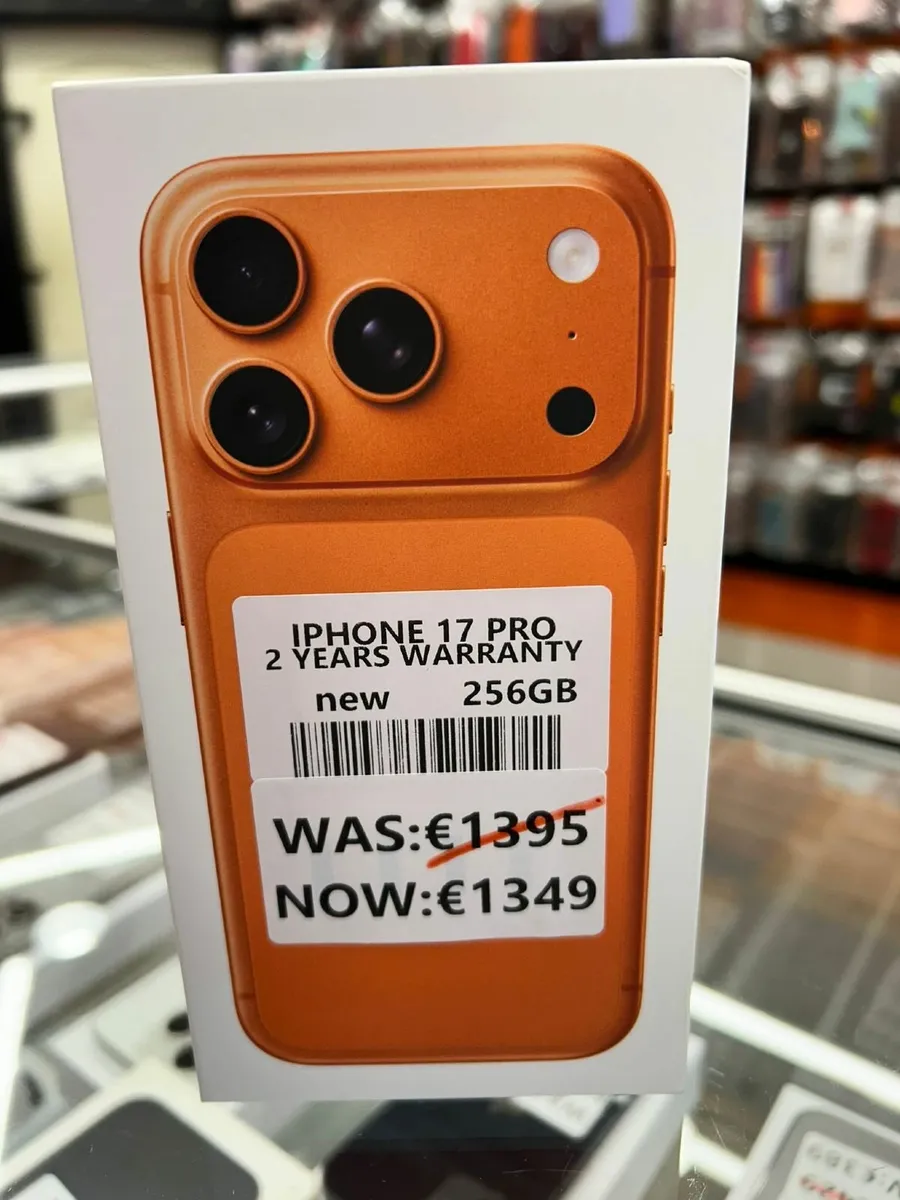 IPHONE 17 PRO
2 YEARS WARRANTY
new 256GB
WAS:€1395
NOW:€1349